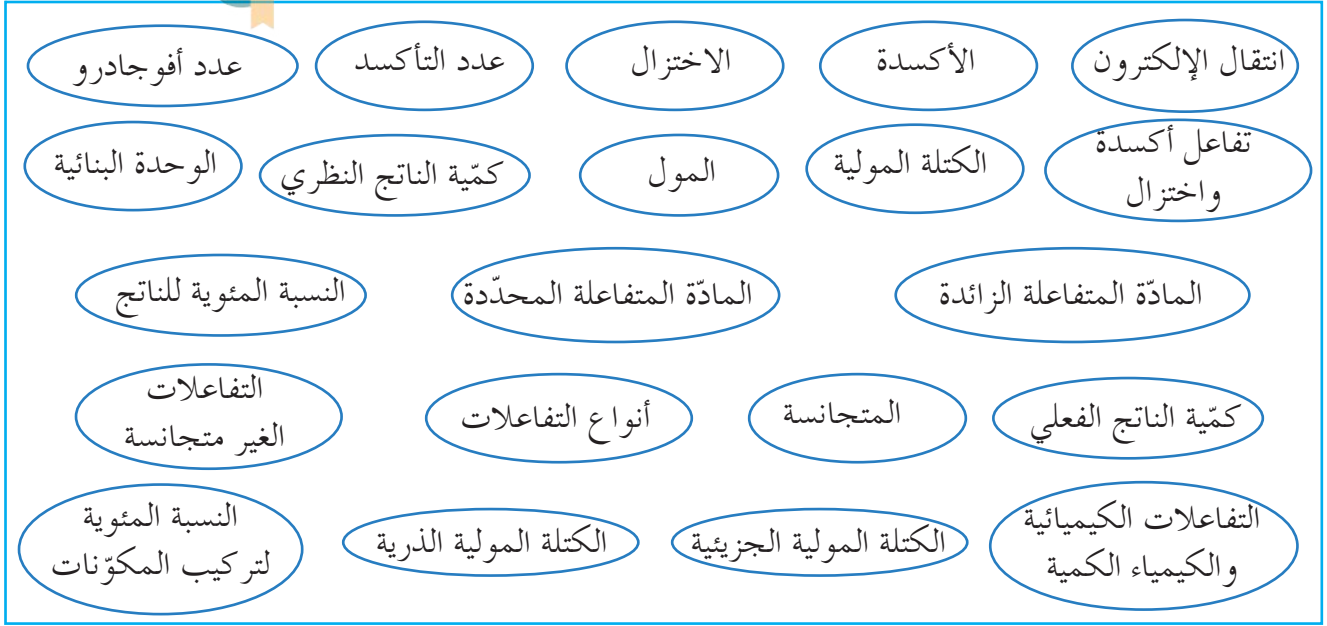 انتقال الإلكترون
الأكسدة
الاختزال
عدد التأكسد
عدد أفوجادرو
تفاعل أكسدة
واختزال
الكتلة المولية
المول
كمّية الناتج النظري
الوحدة البنائية
المادّة المتفاعلة الزائدة
المادّة المتفاعلة المحدّدة
النسبة المئوية للناتج
كمّية الناتج الفعلي
المتجانسة
أنواع التفاعلات
التفاعلات
الغير متجانسة
التفاعلات الكيميائية
والكيمياء الكمية
الكتلة المولية الجزيئية
الكتلة المولية الذرية
النسبة المئوية
لتركيب المكوّنات